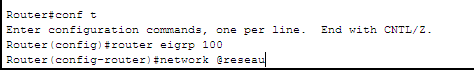 Router#conf t
Enter configuration commands, one per line.  End with CNTL/Z.
Router(config)#router eigrp 100
Router(config-router)#network @reseau